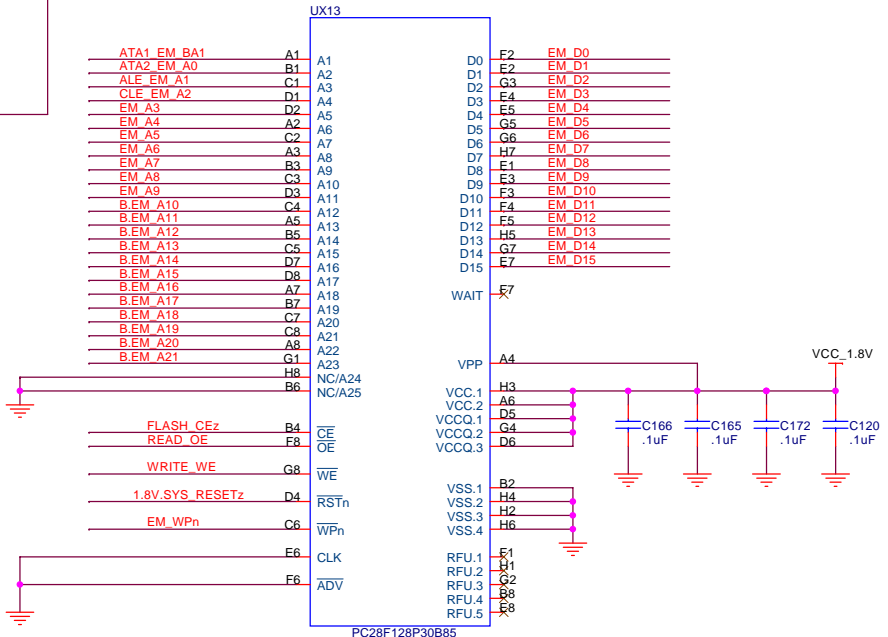 UX13
ATA1_EM_BA1 A1 A1 D0 F2 EM_D0
ATA2_EM_A0 B1 A2 D1 E2 EM_D1
ALE_EM_A1 C1 A3 D2 G3 EM_D2
CLE_EM_A2 D1 A4 D3 E4 EM_D3
EM_A3 D2 A5 D4 E5 EM_D4
EM_A4 A2 A6 D5 G5 EM_D5
EM_A5 C2 A7 D6 G6 EM_D6
EM_A6 A3 A8 D7 H7 EM_D7
EM_A7 B3 A9 D8 E1 EM_D8
EM_A8 C3 A10 D9 E3 EM_D9
EM_A9 D3 A11 D10 F3 EM_D10
B.EM_A10 C4 A12 D11 F4 EM_D11
B.EM_A11 A5 A13 D12 F5 EM_D12
B.EM_A12 B5 A14 D13 H5 EM_D13
B.EM_A13 C5 A15 D14 G7 EM_D14
B.EM_A14 D7 A16 D15 E7 EM_D15
B.EM_A15 D8 A17
B.EM_A16 A7 A18 WAIT F7
B.EM_A17 B7 A19
B.EM_A18 C7 A20
B.EM_A19 C8 A21
B.EM_A20 A8 A22
B.EM_A21 G1 A23 VPP A4 VCC_1.8V
H8 NC/A24
B6 NC/A25 VCC.1 H3
VCC.2 A6
VCCQ.1 D5
FLASH_CEz B4 CE VCCQ.2 G4 C166 C165 C172 C120
READ_OE F8 OE VCCQ.3 D6 .1uF .1uF .1uF .1uF
WRITE_WE G8 WE
VSS.1 B2
1.8V.SYS_RESETz D4 RSTn VSS.2 H4
VSS.3 H2
EM_WPn C6 WPn VSS.4 H6
E6 CLK RFU.1 F1
RFU.2 H1
F6 ADV RFU.3 G2
RFU.4 B8
RFU.5 E8
PC28F128P30B85